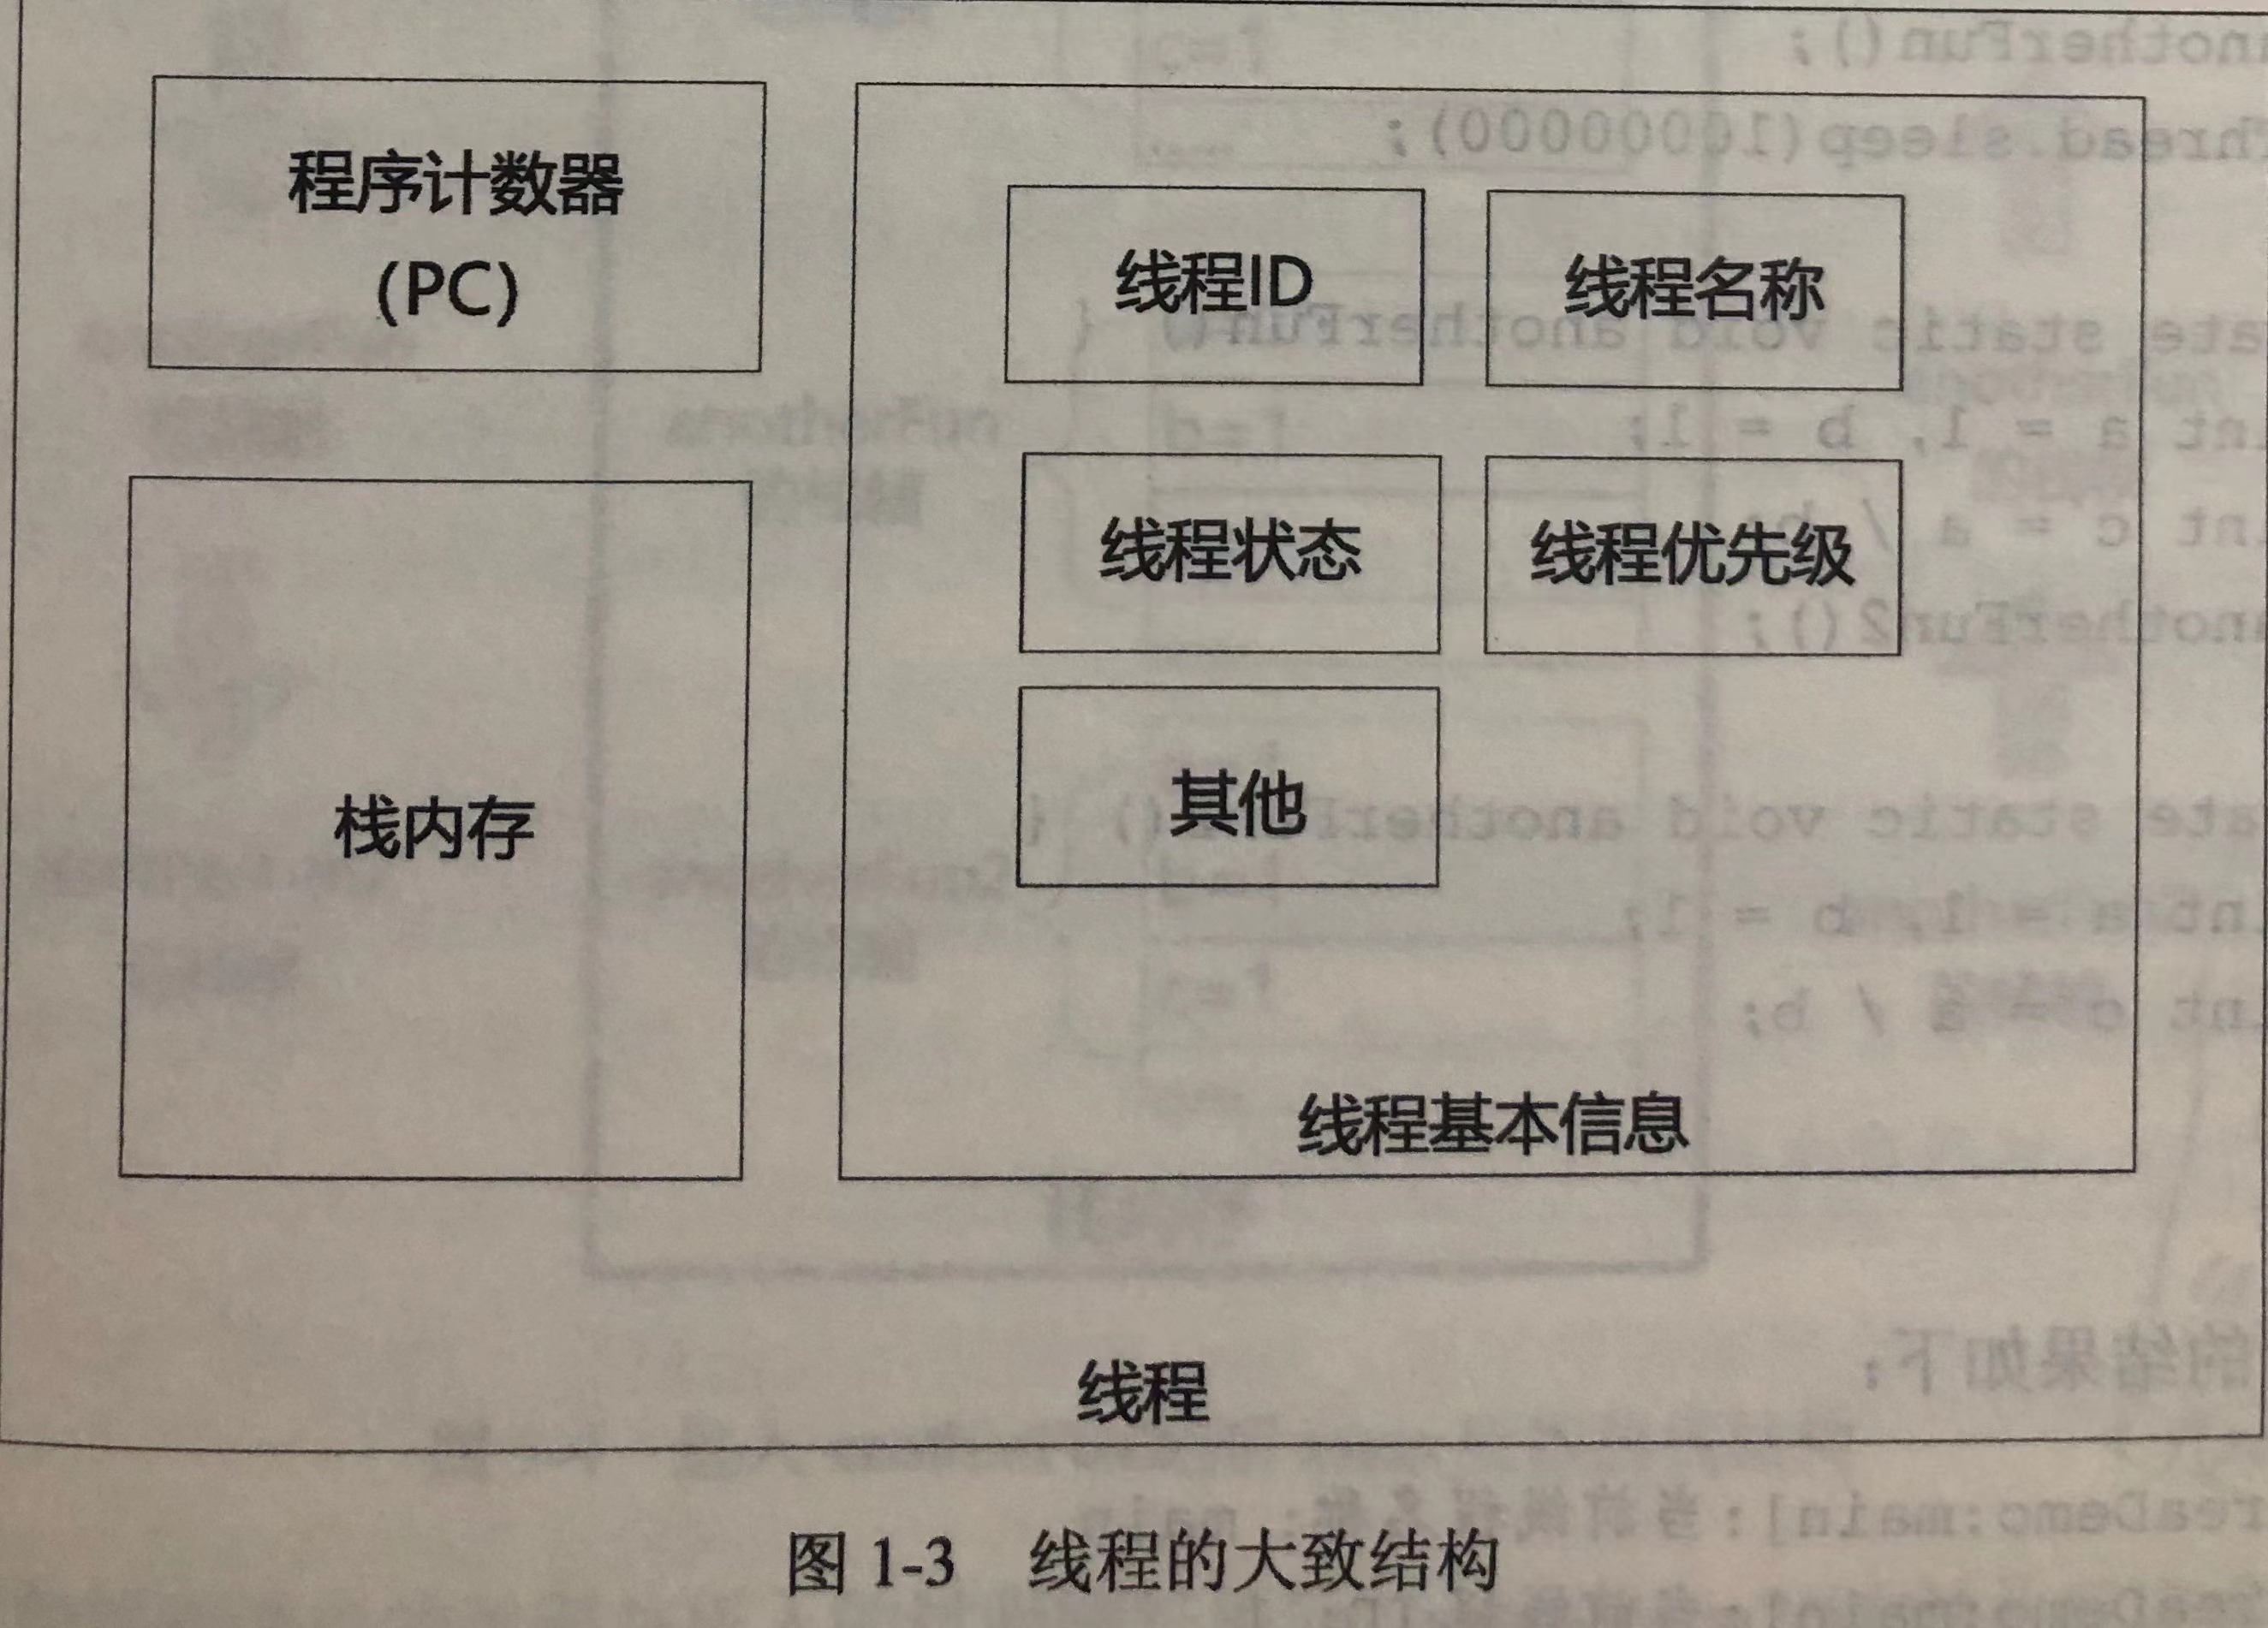 程序计数器
(PC)
线程ID
线程名称
线程状态
线程优先级
栈内存
其他
线程基本信息
线程
图 1-3 线程的大致结构